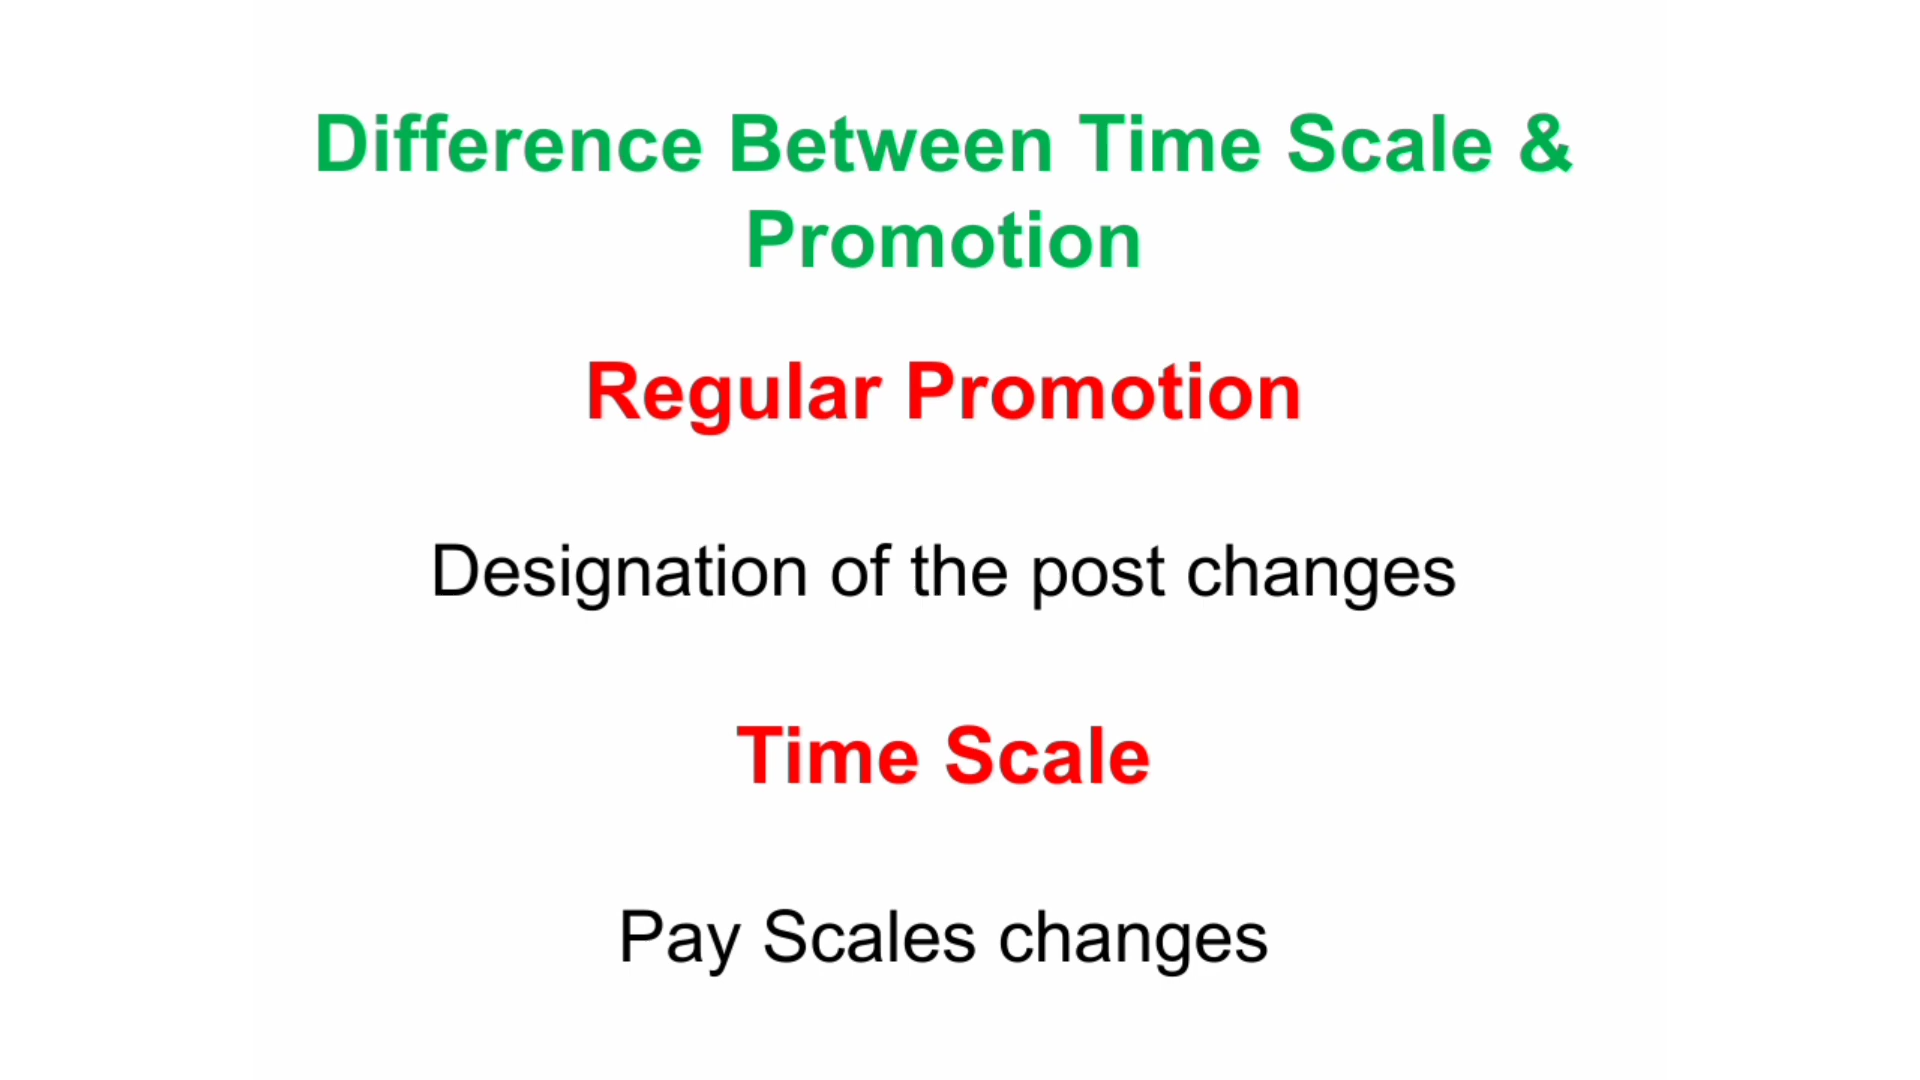 Difference Between Time Scale &
Promotion
Regular Promotion
Designation of the post changes
Time Scale
Pay Scales changes